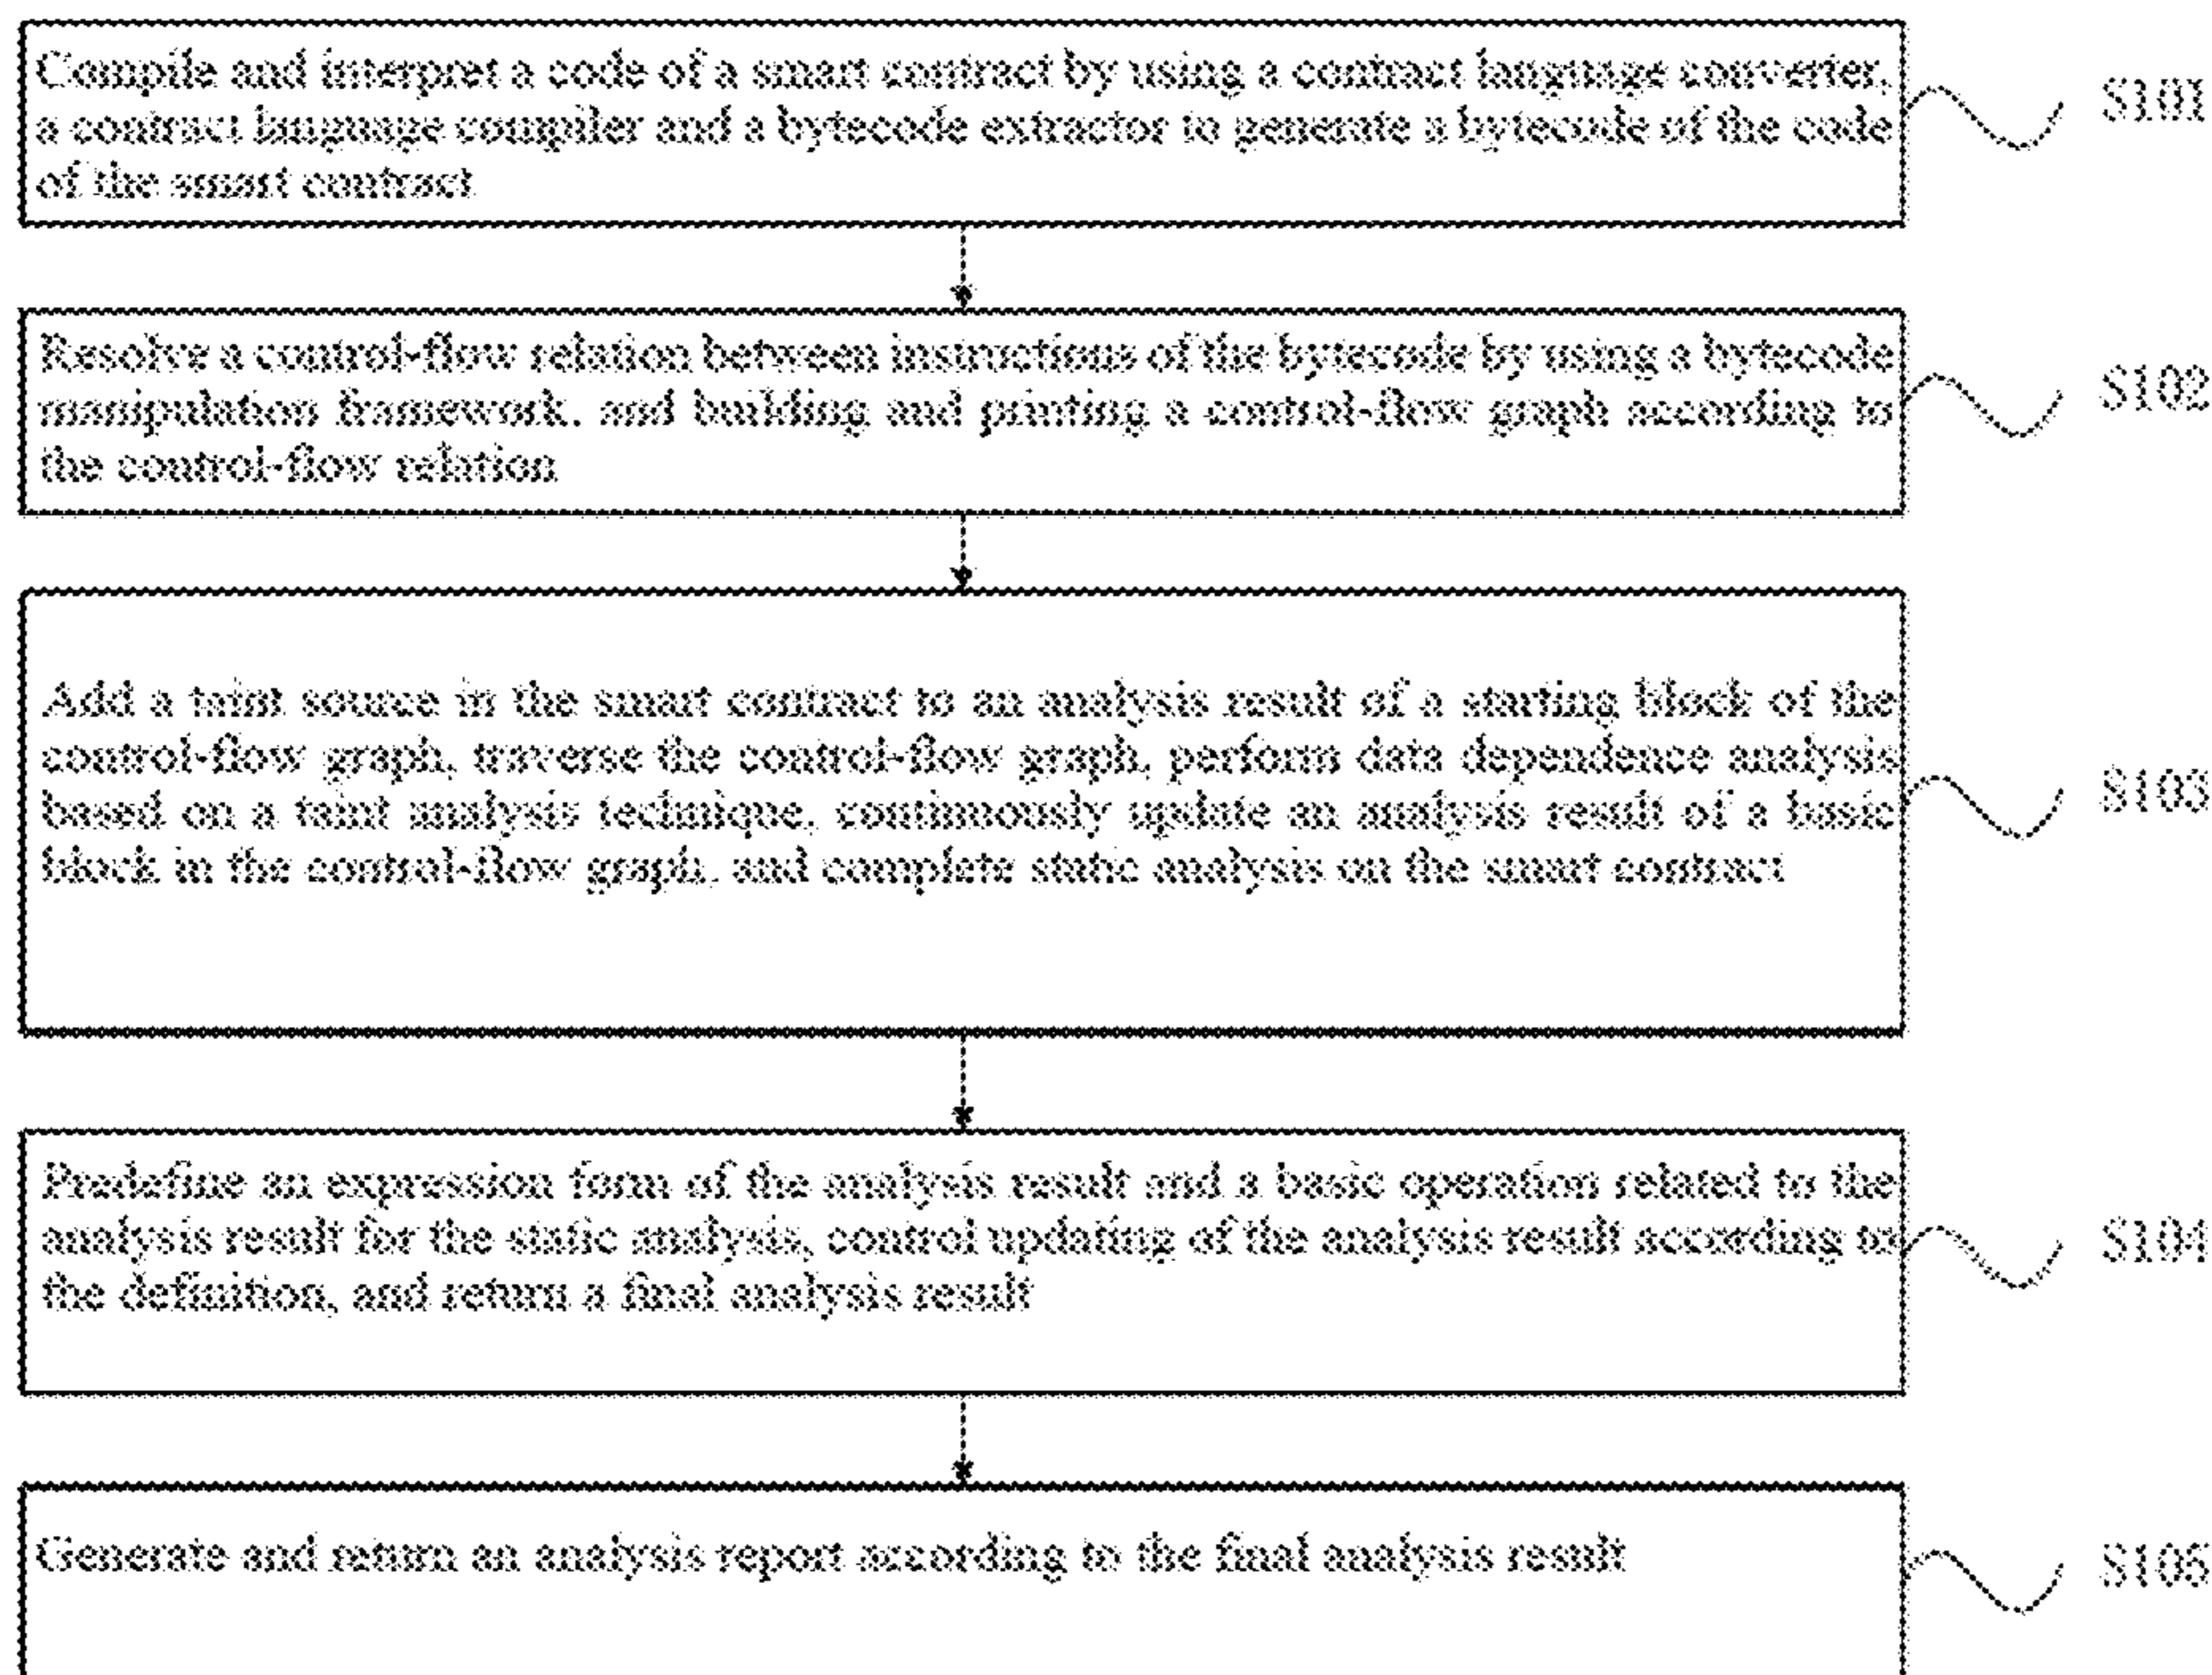 Compile and interpret a code of a smart contract by using a contract language converter,
a contract language compiler and a bytecode extractor to generate a bytecode of the code
of the smart contract
S101
Resolve a control-flow relation between instructions of the bytecode by using a bytecode
manipulation framework, and building and printing a control-flow graph according to
the control-flow relation
S102
Add a taint source in the smart contract to an analysis result of a starting block of the
control-flow graph, traverse the control-flow graph, perform data dependence analysis
based on a taint analysis technique, continuously update an analysis result of a basic
block in the control-flow graph, and complete static analysis on the smart contract
S103
Predefine an expression form of the analysis result and a basic operation related to the
analysis result for the static analysis, control updating of the analysis result according to
the definition, and return a final analysis result
S104
Generate and return an analysis report according to the final analysis result
S105